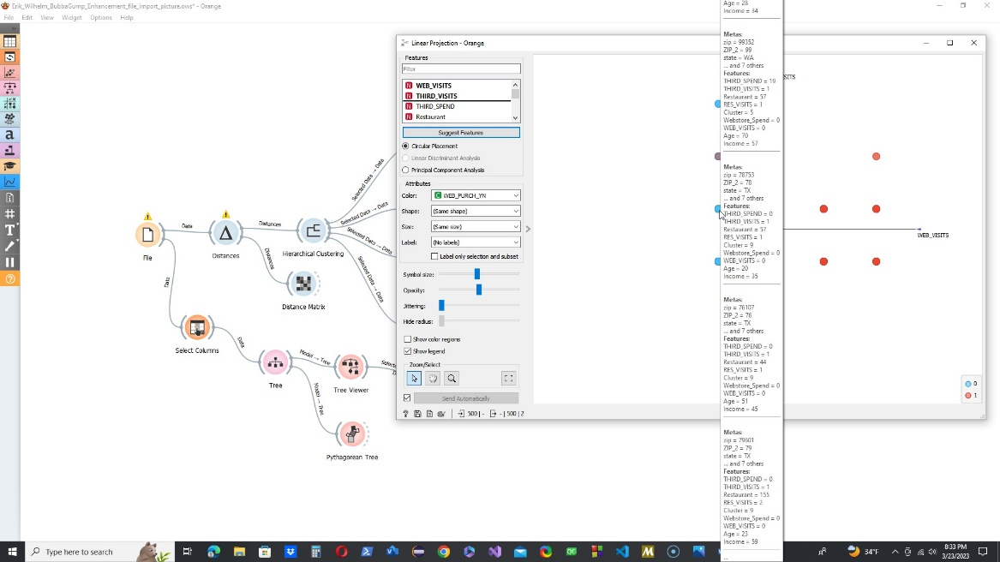 Erik_Wilhelm_BubbaGump_Enhancement_file_import_picture.ows* - Orange
File Edit View Widget Options Help
Data
Distances
Selected Data → Data
Selected Data → Data
Selected Data → Data
Selected Data → Data
File
Distances
Hierarchical Clustering
Distances
Data
Distance Matrix
Select Columns
Data
Model → Tree
Tree
Tree Viewer
Model → Tree
Pythagorean Tree
Linear Projection - Orange
Features
Filter
N WEB_VISITS
N THIRD_VISITS
N THIRD_SPEND
N Restaurant
Suggest Features
Circular Placement
Linear Discriminant Analysis
Principal Component Analysis
Attributes
Color: C WEB_PURCH_YN
Shape: (Same shape)
Size: (Same size)
Label: (No labels)
Label only selection and subset
Symbol size:
Opacity:
Jittering:
Hide radius:
Show color regions
Show legend
Zoom/Select
Send Automatically
500 | - - | 500 | 2
WEB_VISITS
0
1
Age = 28
Income = 34
Metas:
zip = 99352
ZIP_2 = 99
state = WA
... and 7 others
Features:
THIRD_SPEND = 19
THIRD_VISITS = 1
Restaurant = 57
RES_VISITS = 1
Cluster = 5
Webstore_Spend = 0
WEB_VISITS = 0
Age = 70
Income = 57
Metas:
zip = 78753
ZIP_2 = 78
state = TX
... and 7 others
Features:
THIRD_SPEND = 0
THIRD_VISITS = 1
Restaurant = 57
RES_VISITS = 1
Cluster = 9
Webstore_Spend = 0
WEB_VISITS = 0
Age = 20
Income = 35
Metas:
zip = 76107
ZIP_2 = 76
state = TX
... and 7 others
Features:
THIRD_SPEND = 0
THIRD_VISITS = 1
Restaurant = 44
RES_VISITS = 1
Cluster = 9
Webstore_Spend = 0
WEB_VISITS = 0
Age = 51
Income = 45
Metas:
zip = 79601
ZIP_2 = 79
state = TX
... and 7 others
Features:
THIRD_SPEND = 0
THIRD_VISITS = 1
Restaurant = 155
RES_VISITS = 2
Cluster = 9
Webstore_Spend = 0
WEB_VISITS = 0
Age = 23
Income = 59
...
Type here to search
34°F
8:33 PM
3/23/2023